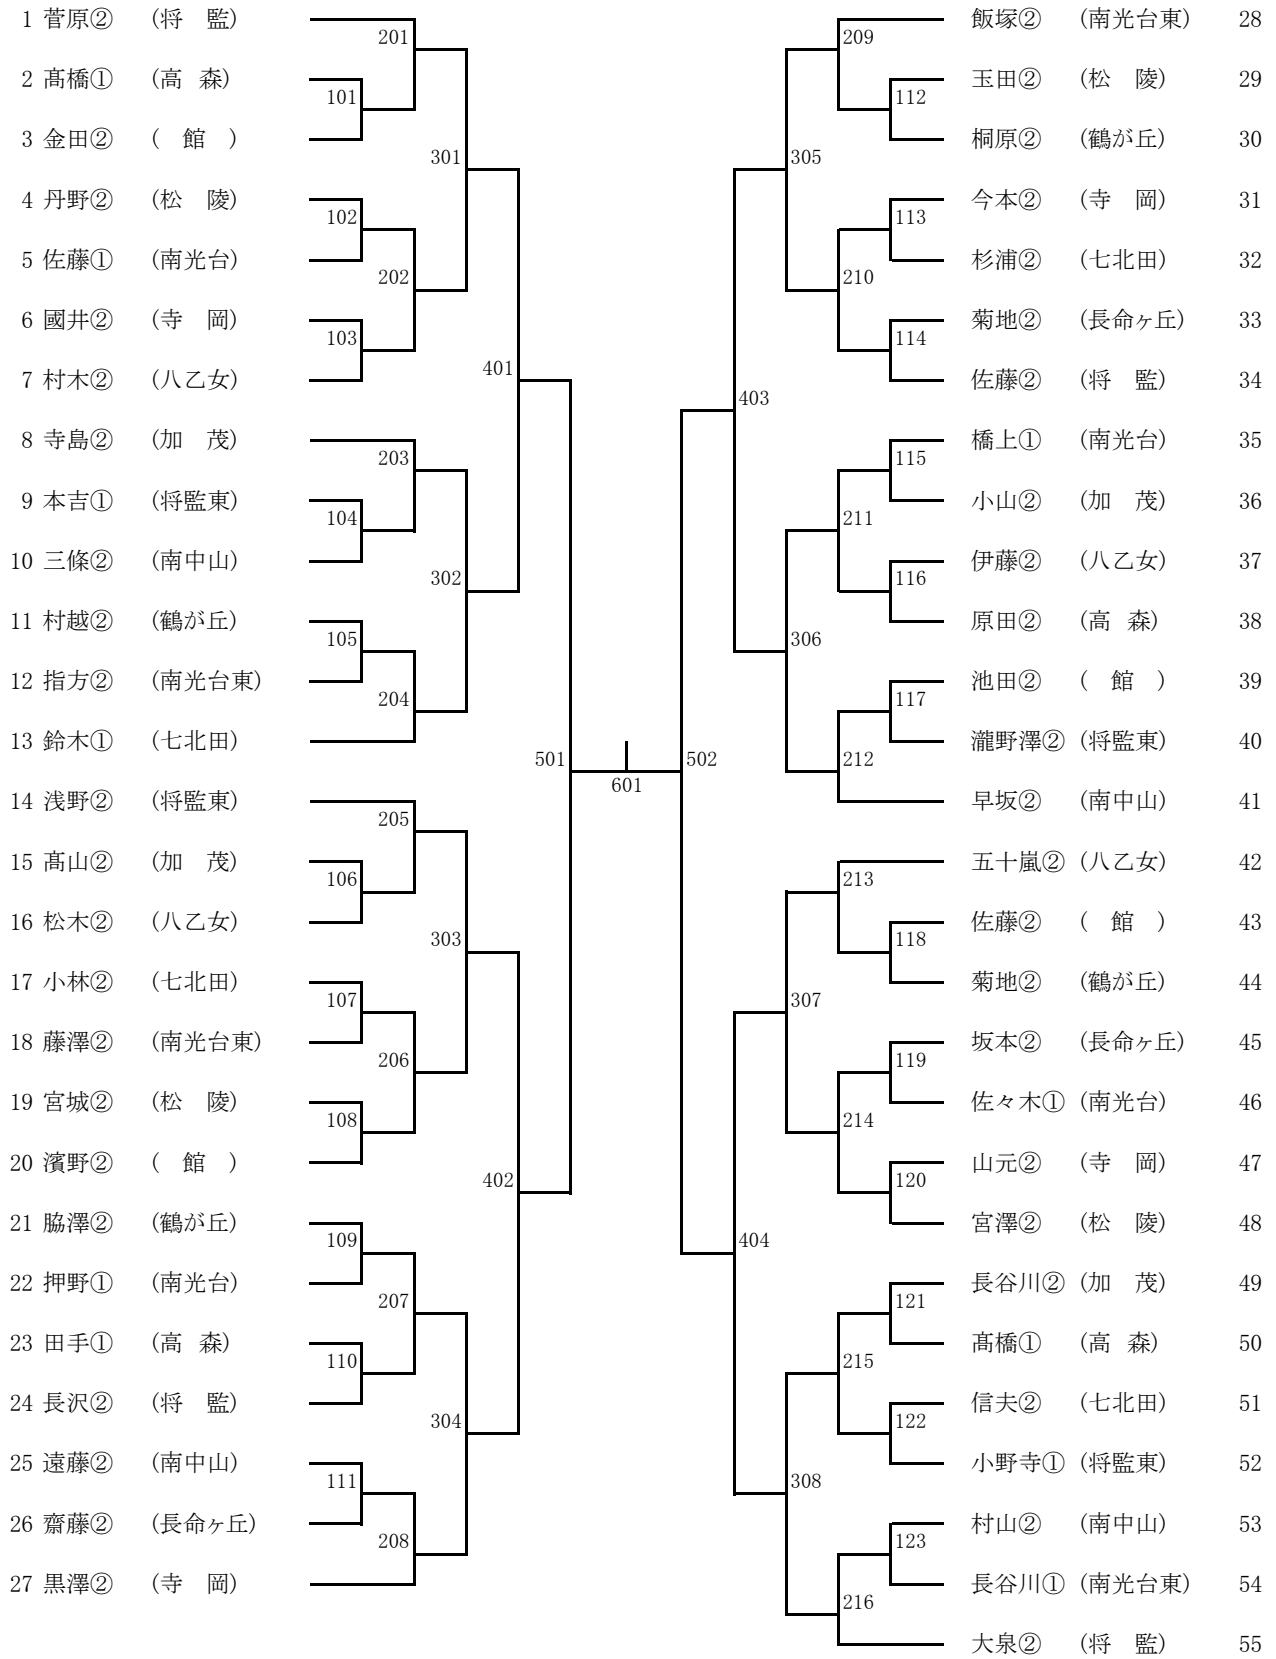 1 菅原② (将　監)
201
2 髙橋① (高 森)
101
3 金田② (　館　)
301
4 丹野② (松　陵)
102
5 佐藤① (南光台)
202
6 國井② (寺　岡)
103
7 村木② (八乙女)
401
8 寺島② (加　茂)
203
9 本吉① (将監東)
104
10 三條② (南中山)
302
11 村越② (鶴が丘)
105
12 指方② (南光台東)
204
13 鈴木① (七北田)
501
14 浅野② (将監東)
205
15 髙山② (加　茂)
106
16 松木② (八乙女)
303
17 小林② (七北田)
107
18 藤澤② (南光台東)
206
19 宮城② (松　陵)
108
20 濱野② (　館　)
402
21 脇澤② (鶴が丘)
109
22 押野① (南光台)
207
23 田手① (高 森)
110
24 長沢② (将　監)
304
25 遠藤② (南中山)
111
26 齋藤② (長命ヶ丘)
208
27 黒澤② (寺　岡)
601
飯塚② (南光台東) 28
209
玉田② (松　陵) 29
112
桐原② (鶴が丘) 30
305
今本② (寺　岡) 31
113
杉浦② (七北田) 32
210
菊地② (長命ヶ丘) 33
114
佐藤② (将　監) 34
403
橋上① (南光台) 35
115
小山② (加　茂) 36
211
伊藤② (八乙女) 37
116
原田② (高 森) 38
306
池田② (　館　) 39
117
瀧野澤② (将監東) 40
212
502
早坂② (南中山) 41
五十嵐② (八乙女) 42
213
佐藤② (　館　) 43
118
菊地② (鶴が丘) 44
307
坂本② (長命ヶ丘) 45
119
佐々木① (南光台) 46
214
山元② (寺　岡) 47
120
宮澤② (松　陵) 48
404
長谷川② (加　茂) 49
121
髙橋① (高 森) 50
215
信夫② (七北田) 51
122
小野寺① (将監東) 52
308
村山② (南中山) 53
123
長谷川① (南光台東) 54
216
大泉② (将　監) 55